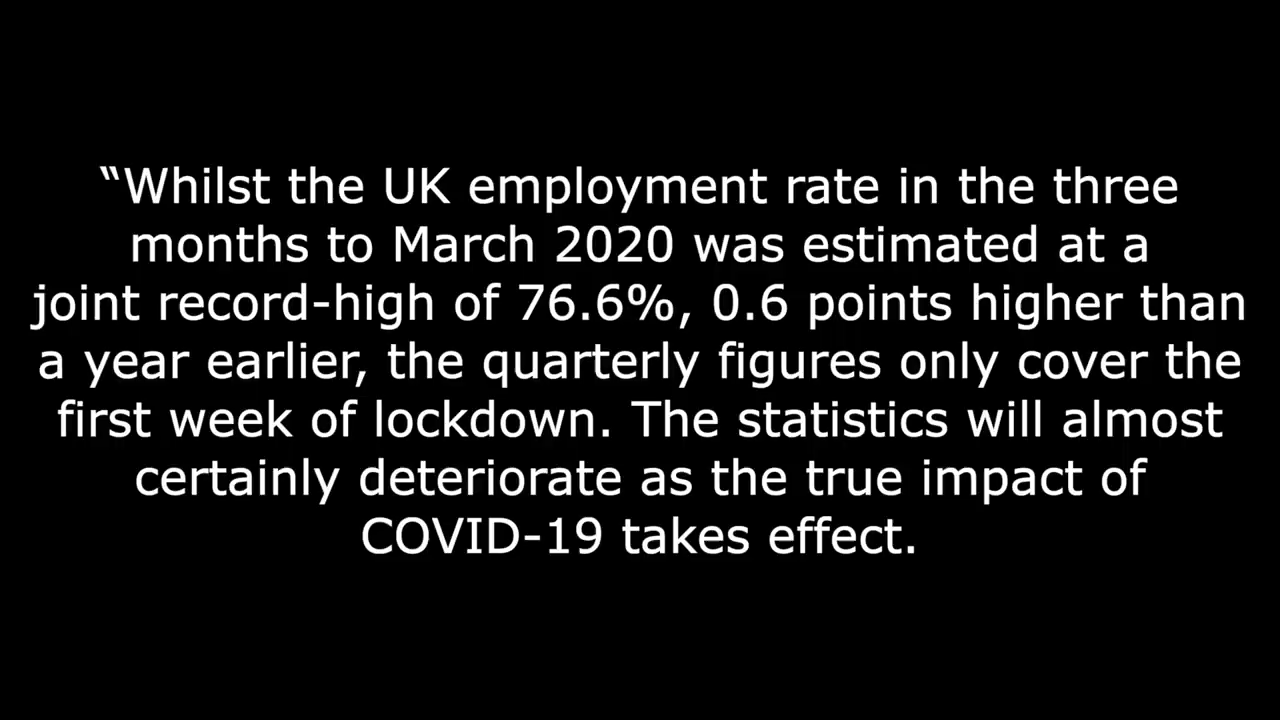 “Whilst the UK employment rate in the three
months to March 2020 was estimated at a
joint record-high of 76.6%, 0.6 points higher than
a year earlier, the quarterly figures only cover the
first week of lockdown. The statistics will almost
certainly deteriorate as the true impact of
COVID-19 takes effect.